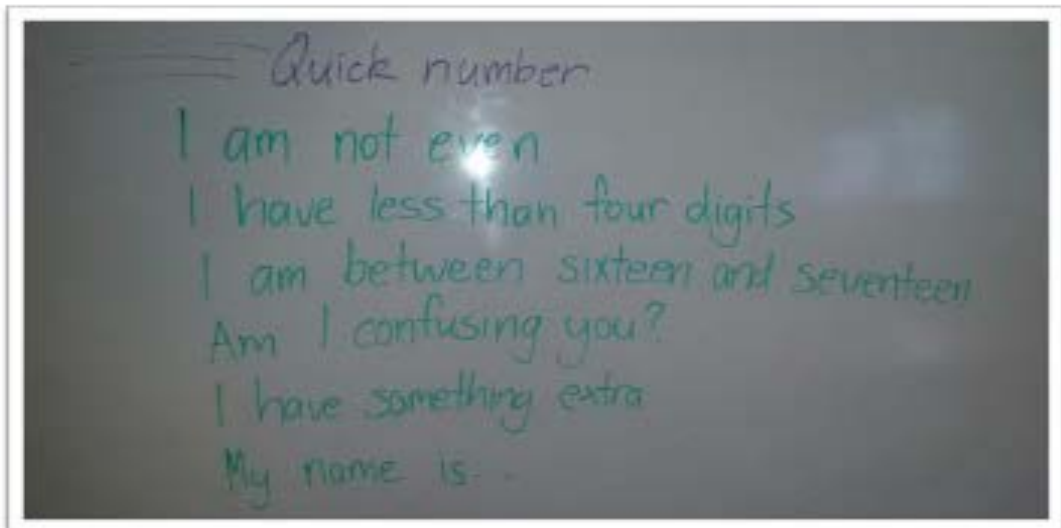 Quick number
I am not even
I have less than four digits
I am between sixteen and seventeen
Am I confusing you?
I have something extra
My name is..